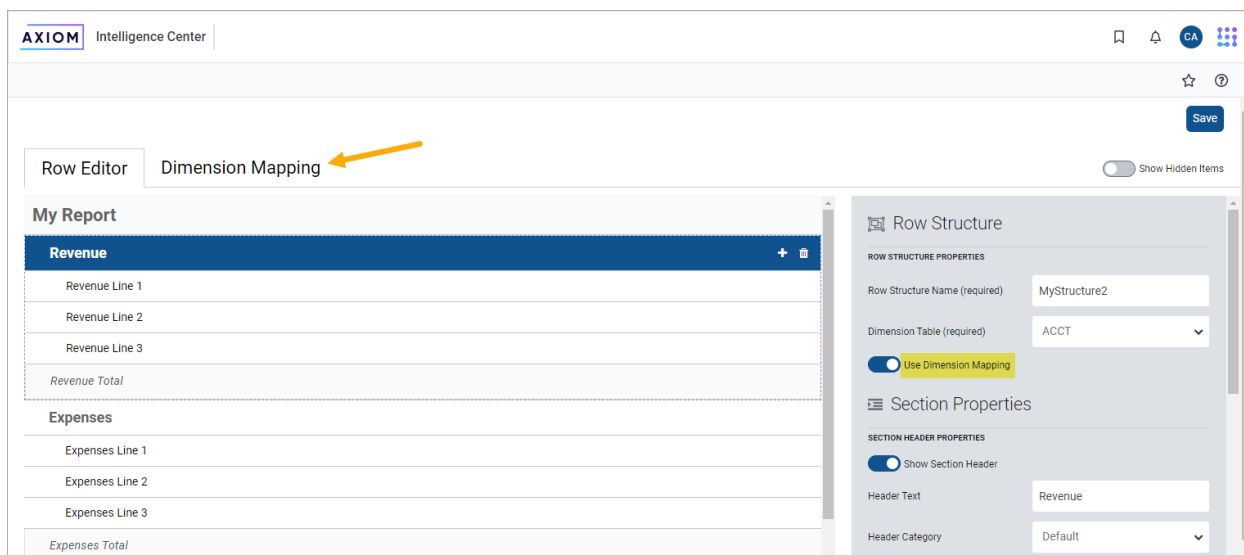 AXIOM Intelligence Center
CA
Save
Row Editor
Dimension Mapping
Show Hidden Items
My Report
Revenue
Revenue Line 1
Revenue Line 2
Revenue Line 3
Revenue Total
Expenses
Expenses Line 1
Expenses Line 2
Expenses Line 3
Expenses Total
Row Structure
ROW STRUCTURE PROPERTIES
Row Structure Name (required) MyStructure2
Dimension Table (required) ACCT
Use Dimension Mapping
Section Properties
SECTION HEADER PROPERTIES
Show Section Header
Header Text Revenue
Header Category Default